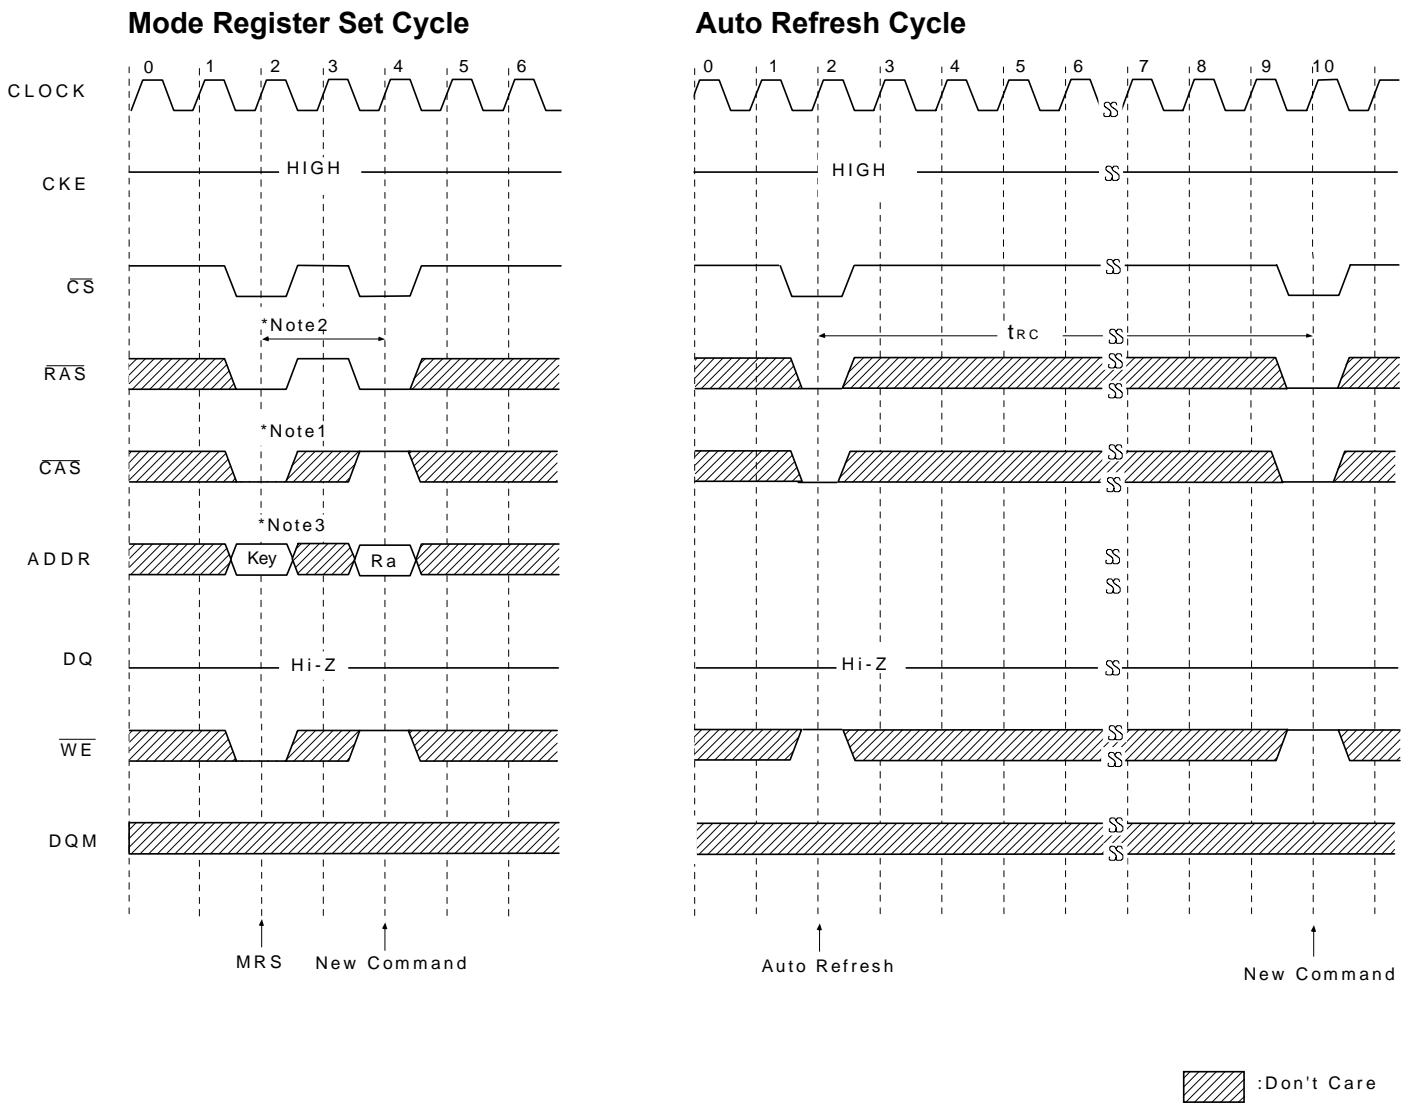 Mode Register Set Cycle
Auto Refresh Cycle
0 1 2 3 4 5 6
0 1 2 3 4 5 6 7 8 9 10
CLOCK
CKE
HIGH
HIGH
CS
*Note2
tRC
RAS
*Note1
CAS
*Note3
ADDR
Key
Ra
DQ
Hi-Z
Hi-Z
WE
DQM
MRS
New Command
Auto Refresh
New Command
:Don't Care